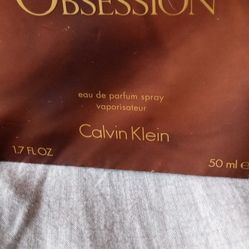 OBSESSION
eau de parfum spray
vaporisateur
Calvin Klein
1.7 FL OZ 50 ml e